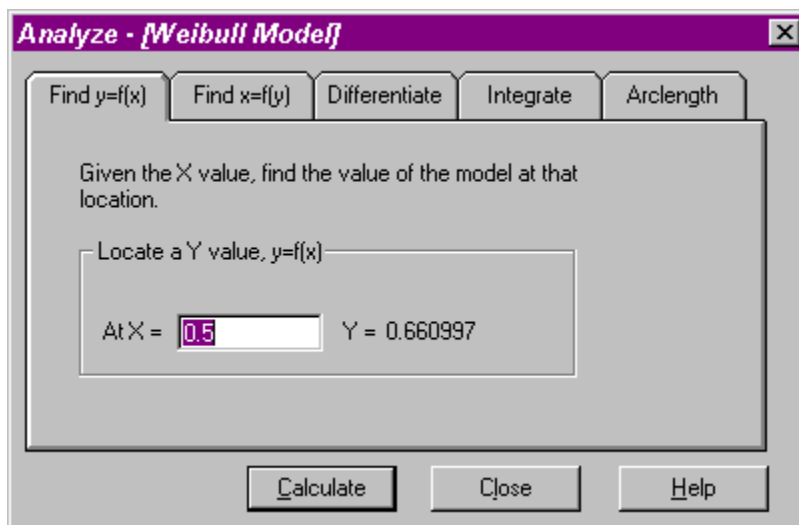 Analyze - [Weibull Model]
Find y=f(x) Find x=f(y) Differentiate Integrate Arclength
Given the X value, find the value of the model at that
location.
Locate a Y value, y=f(x)
At X = 0.5 Y = 0.660997
Calculate Close Help